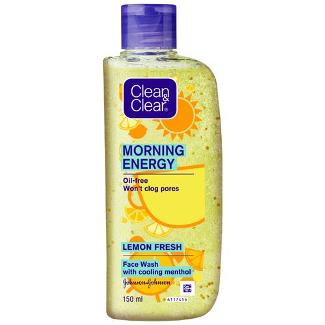 Clean &
Clear®
MORNING
ENERGY
Oil-free
Won't clog pores
LEMON FRESH
Face Wash
with cooling menthol
Johnson & Johnson
150 ml